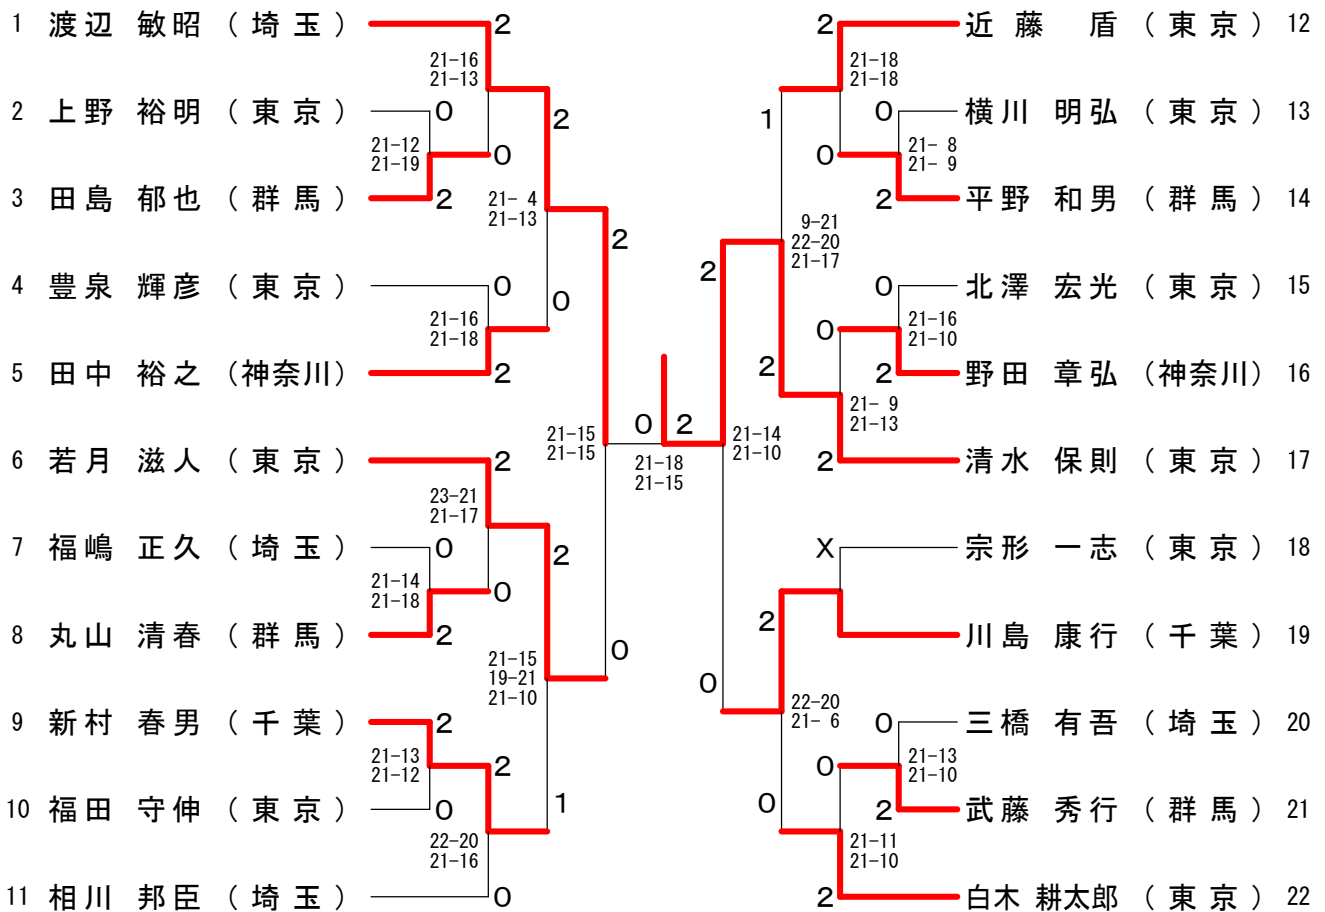 1 渡辺 敏昭 （ 埼 玉 ） 2
21-16
21-13
2 上野 裕明 （ 東 京 ） 0
2
21-12
21-19
0
3 田島 郁也 （ 群 馬 ） 2
21- 4
21-13
2
4 豊泉 輝彦 （ 東 京 ） 0
0
21-16
21-18
5 田中 裕之 （神奈川） 2
21-15
21-15
0
6 若月 滋人 （ 東 京 ） 2
23-21
21-17
7 福嶋 正久 （ 埼 玉 ） 0
2
21-14
21-18
0
8 丸山 清春 （ 群 馬 ） 2
0
21-15
19-21
21-10
9 新村 春男 （ 千 葉 ） 2
21-13
21-12
2
10 福田 守伸 （ 東 京 ） 0
1
22-20
21-16
11 相川 邦臣 （ 埼 玉 ） 0
2
21-18
21-15
2 近 藤 盾 （ 東 京 ） 12
21-18
21-18
1
0 横川 明弘 （ 東 京 ） 13
21- 8
21- 9
0
2 平野 和男 （ 群 馬 ） 14
9-21
22-20
21-17
2
0 北澤 宏光 （ 東 京 ） 15
21-16
21-10
0
2
2 野田 章弘 （神奈川） 16
21- 9
21-13
21-14
21-10
2 清水 保則 （ 東 京 ） 17
X 宗形 一志 （ 東 京 ） 18
2
川島 康行 （ 千 葉 ） 19
0
22-20
21- 6
0 三橋 有吾 （ 埼 玉 ） 20
21-13
21-10
0
0
2 武藤 秀行 （ 群 馬 ） 21
21-11
21-10
2 白木 耕太郎 （ 東 京 ） 22